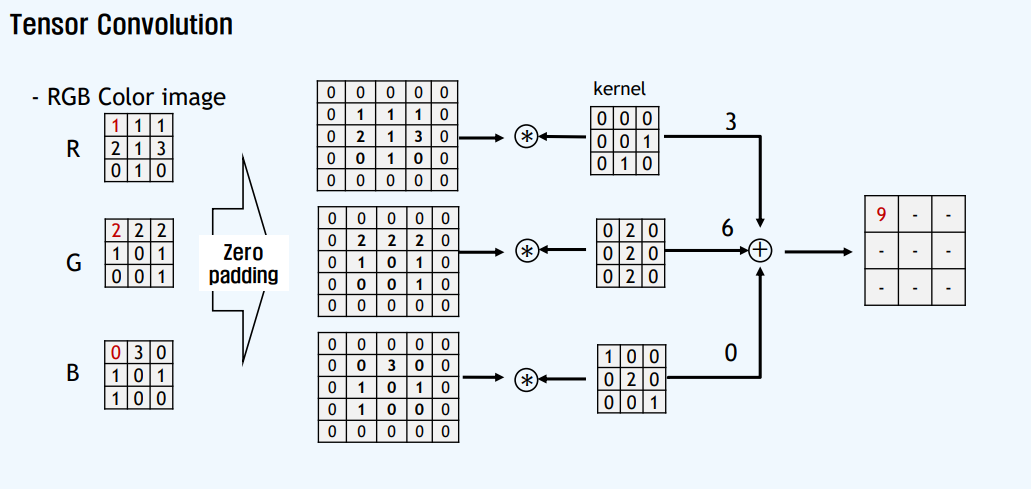 Tensor Convolution
- RGB Color image
R
1 1 1
2 1 3
0 1 0
G
2 2 2
1 0 1
0 0 1
B
0 3 0
1 0 1
1 0 0
Zero
padding
0 0 0 0 0
0 1 1 1 0
0 2 1 3 0
0 0 1 0 0
0 0 0 0 0
0 0 0 0 0
0 2 2 2 0
0 1 0 1 0
0 0 0 1 0
0 0 0 0 0
0 0 0 0 0
0 0 3 0 0
0 1 0 1 0
0 1 0 0 0
0 0 0 0 0
*
*
*
kernel
0 0 0
0 0 1
0 1 0
0 2 0
0 2 0
0 2 0
1 0 0
0 2 0
0 0 1
3
6
0
+
9 - -
- - -
- - -